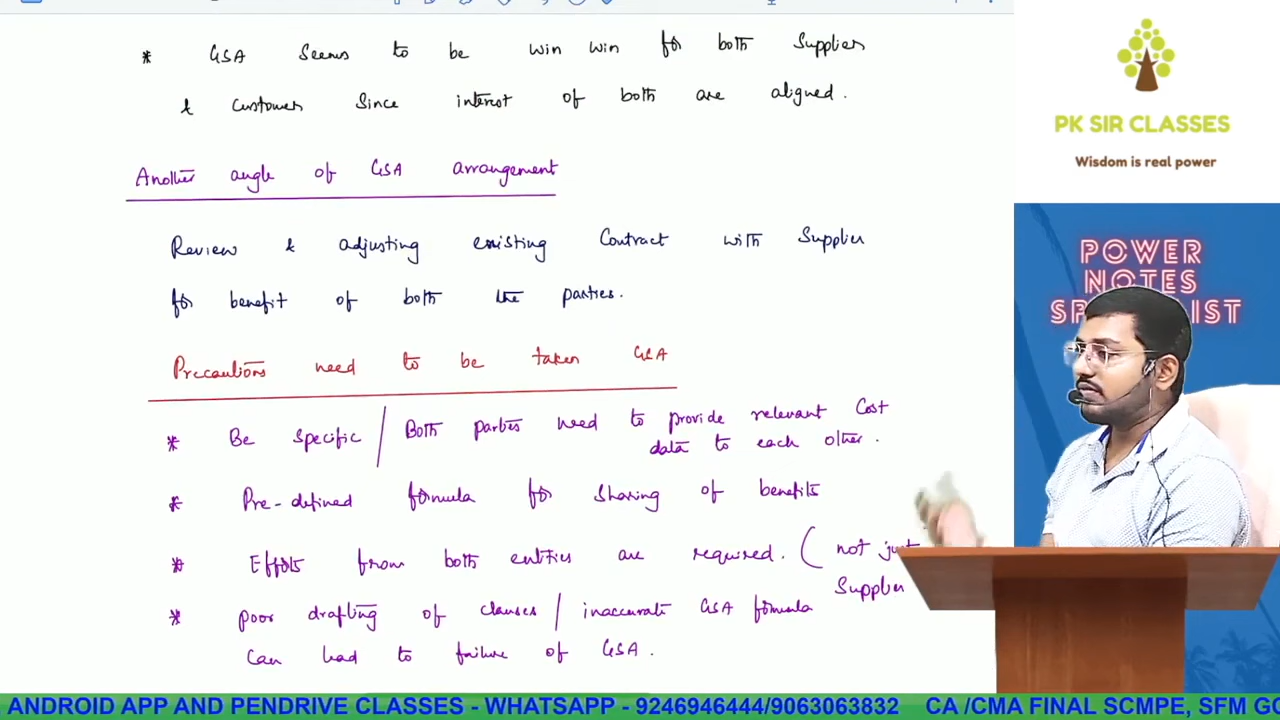 * GSA Seems to be win win for both Supplier
& customer Since interest of both are aligned.
Another angle of GSA arrangement
Review & adjusting existing Contract with Supplier
for benefit of both the parties.
Precautions need to be taken GSA
* Be Specific / Both parties need to provide relevant Cost
data to each other.
* Pre-defined formula for Sharing of benefits
* Efforts from both entities are required. ( not just
Supplier
* poor drafting of clauses / inaccurate GSA formula
Can lead to failure of GSA.
PK SIR CLASSES
Wisdom is real power
POWER
NOTES
SP IST
ANDROID APP AND PENDRIVE CLASSES - WHATSAPP - 9246946444/9063063832 CA /CMA FINAL SCMPE, SFM GO